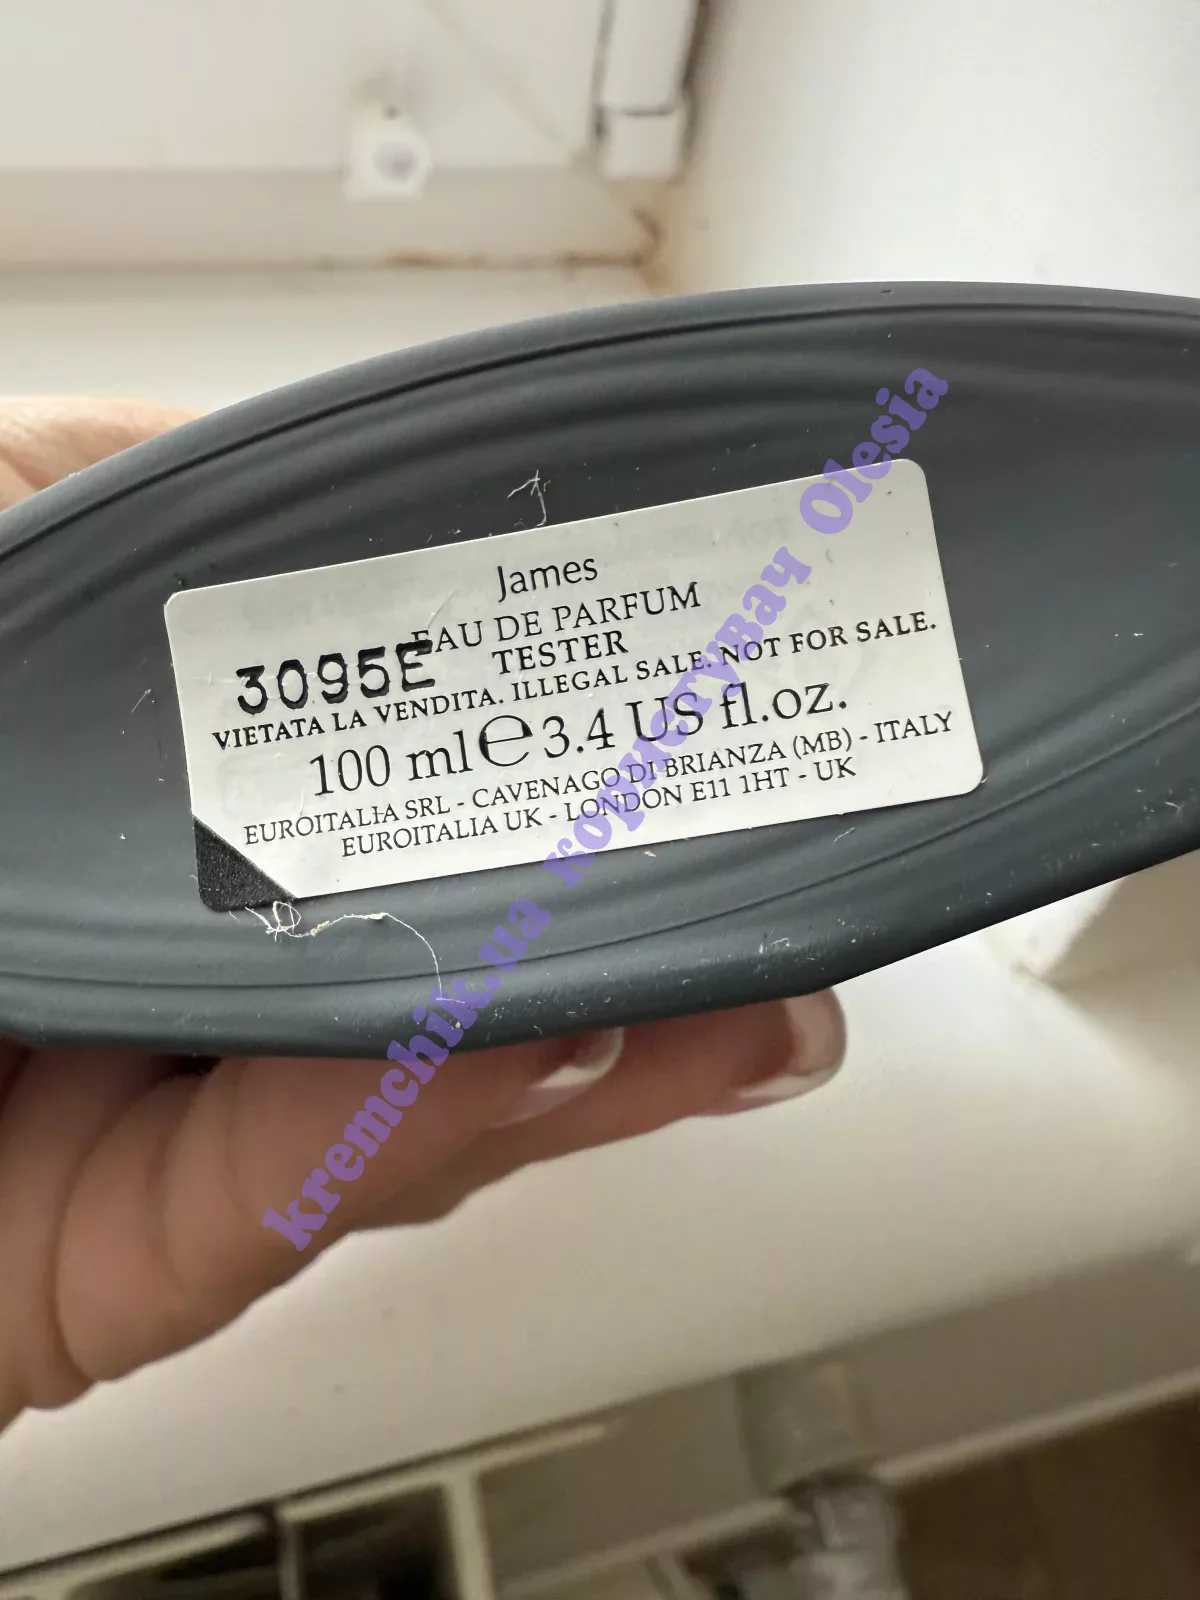 James
EAU DE PARFUM
3095E TESTER
VIETATA LA VENDITA. ILLEGAL SALE. NOT FOR SALE.
100 ml ℮ 3.4 US fl.oz.
EUROITALIA SRL - CAVENAGO DI BRIANZA (MB) - ITALY
EUROITALIA UK - LONDON E11 1HT - UK
kremchik.ua користувач Olesia